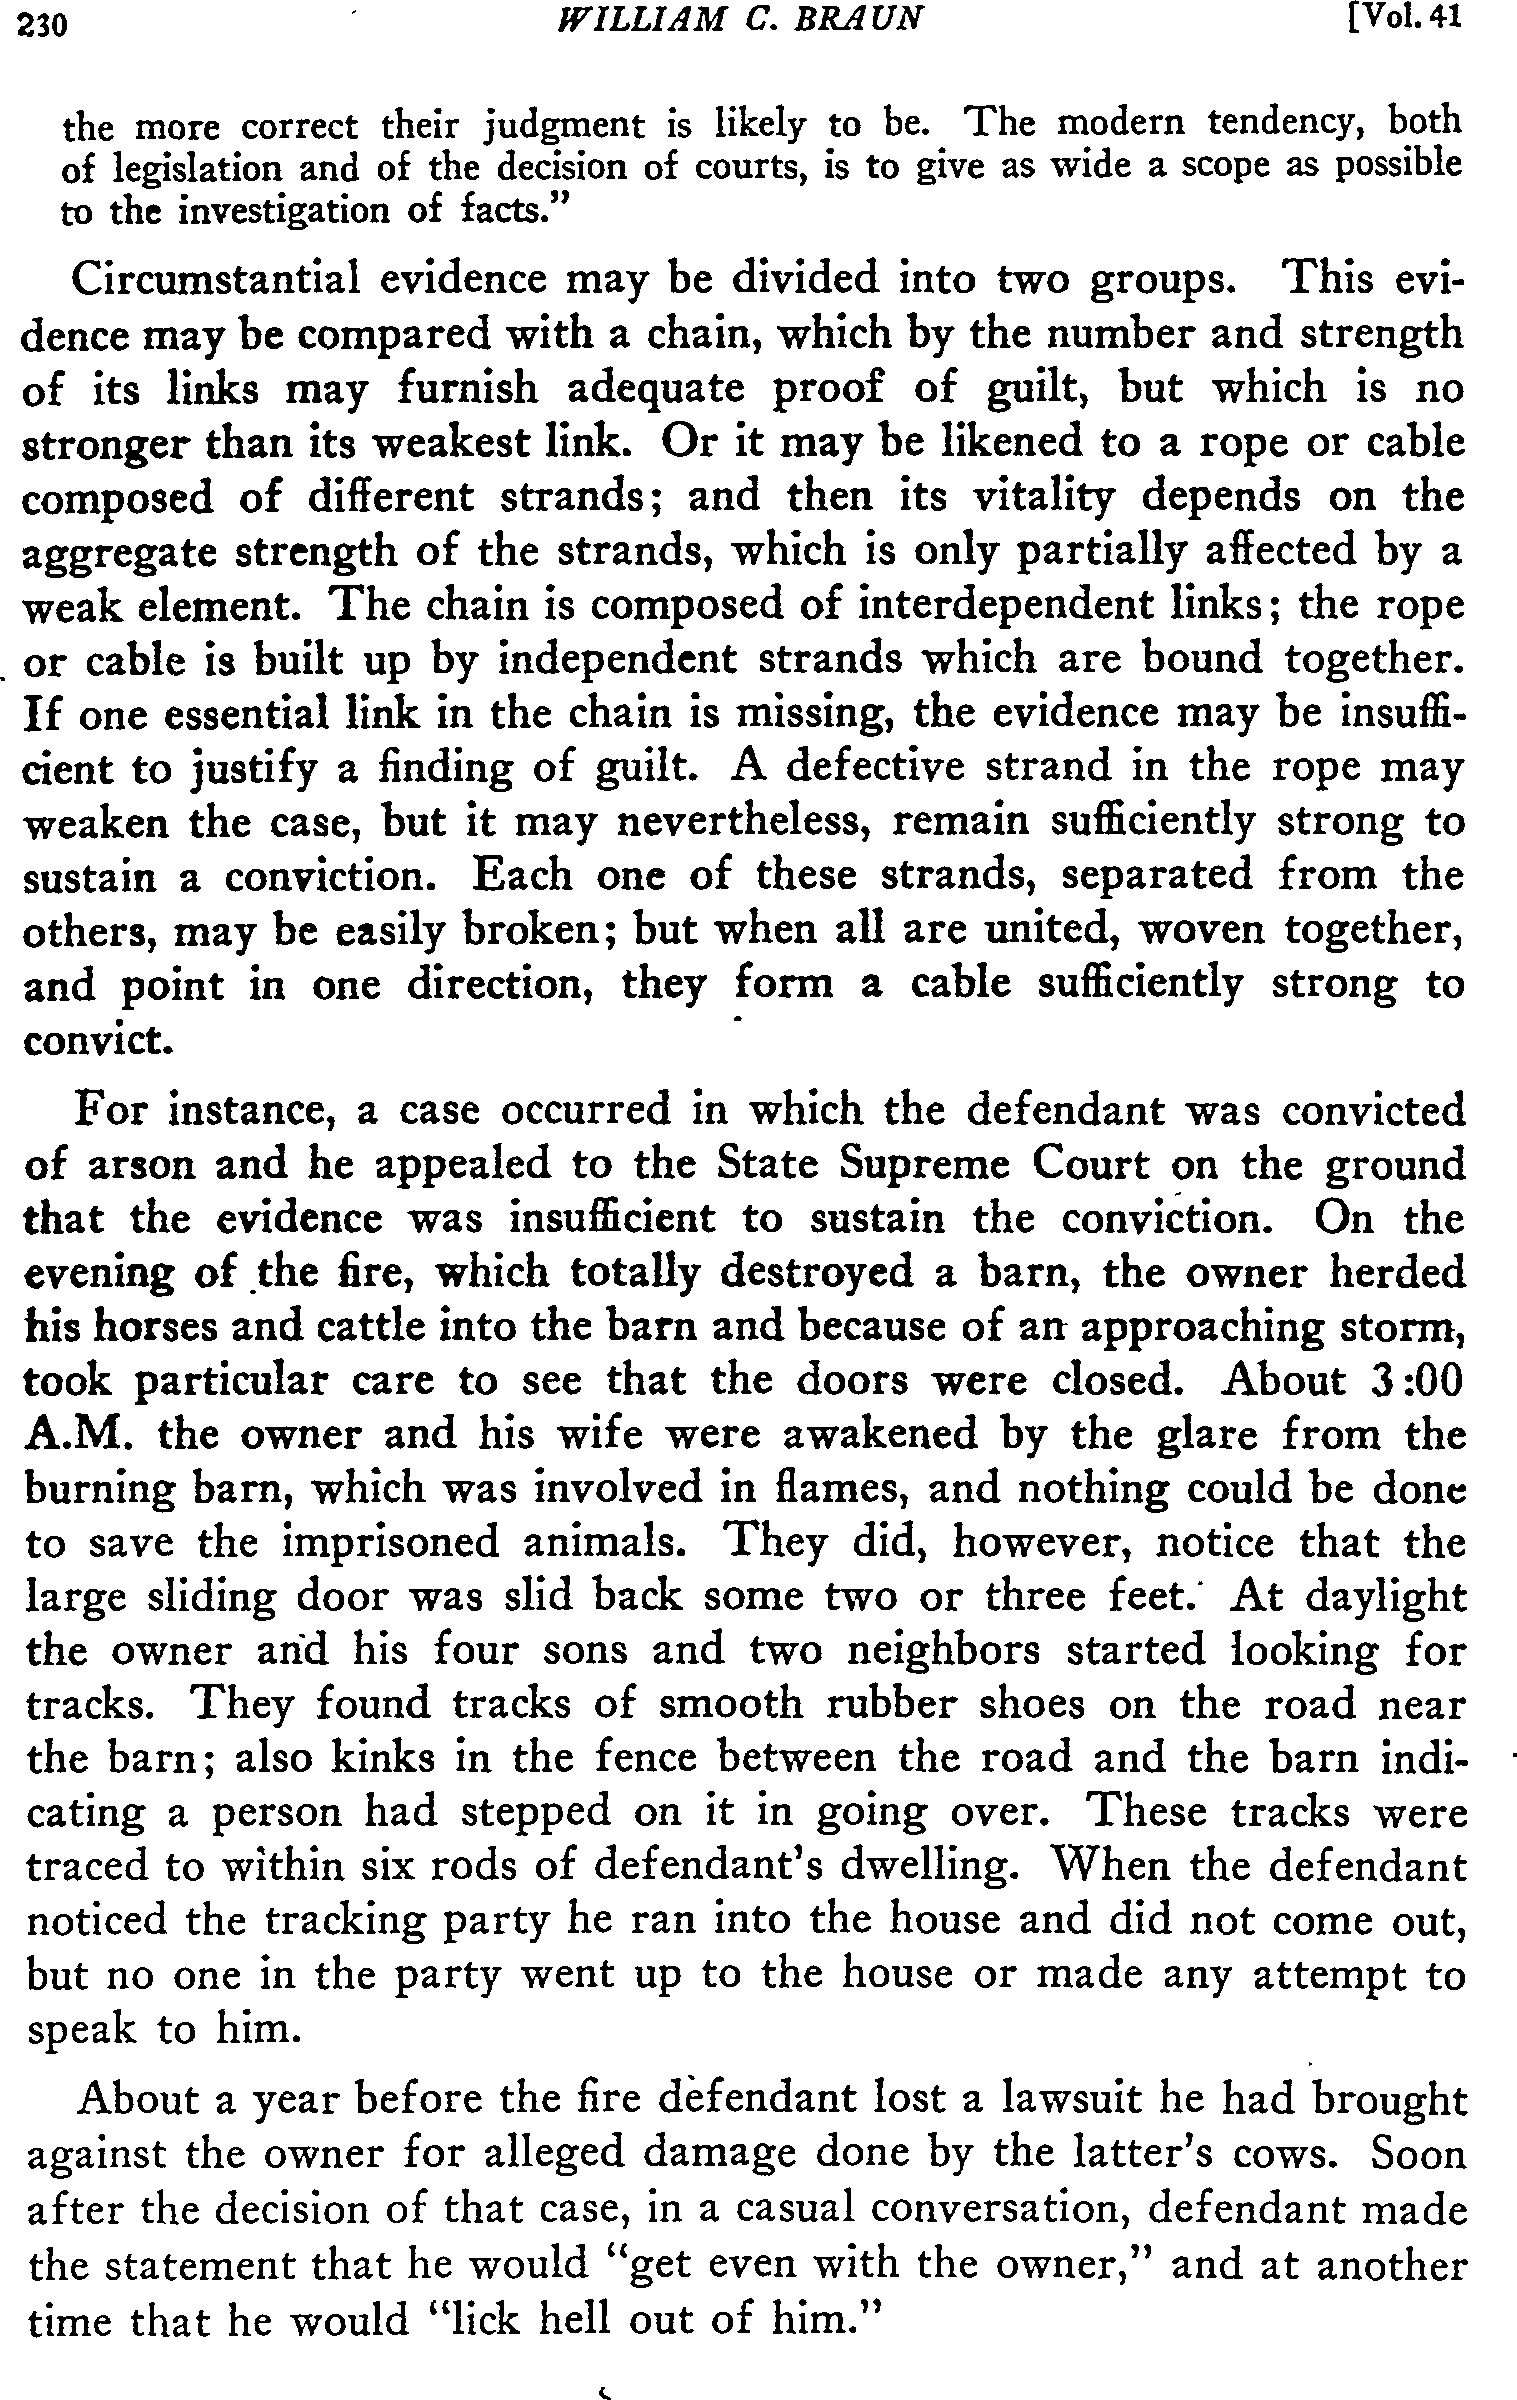 230 WILLIAM C. BRAUN [Vol. 41
the more correct their judgment is likely to be. The modern tendency, both
of legislation and of the decision of courts, is to give as wide a scope as possible
to the investigation of facts.”
Circumstantial evidence may be divided into two groups. This evi-
dence may be compared with a chain, which by the number and strength
of its links may furnish adequate proof of guilt, but which is no
stronger than its weakest link. Or it may be likened to a rope or cable
composed of different strands; and then its vitality depends on the
aggregate strength of the strands, which is only partially affected by a
weak element. The chain is composed of interdependent links; the rope
or cable is built up by independent strands which are bound together.
If one essential link in the chain is missing, the evidence may be insuffi-
cient to justify a finding of guilt. A defective strand in the rope may
weaken the case, but it may nevertheless, remain sufficiently strong to
sustain a conviction. Each one of these strands, separated from the
others, may be easily broken; but when all are united, woven together,
and point in one direction, they form a cable sufficiently strong to
convict.
For instance, a case occurred in which the defendant was convicted
of arson and he appealed to the State Supreme Court on the ground
that the evidence was insufficient to sustain the conviction. On the
evening of the fire, which totally destroyed a barn, the owner herded
his horses and cattle into the barn and because of an approaching storm,
took particular care to see that the doors were closed. About 3:00
A.M. the owner and his wife were awakened by the glare from the
burning barn, which was involved in flames, and nothing could be done
to save the imprisoned animals. They did, however, notice that the
large sliding door was slid back some two or three feet. At daylight
the owner and his four sons and two neighbors started looking for
tracks. They found tracks of smooth rubber shoes on the road near
the barn; also kinks in the fence between the road and the barn indi-
cating a person had stepped on it in going over. These tracks were
traced to within six rods of defendant's dwelling. When the defendant
noticed the tracking party he ran into the house and did not come out,
but no one in the party went up to the house or made any attempt to
speak to him.
About a year before the fire defendant lost a lawsuit he had brought
against the owner for alleged damage done by the latter's cows. Soon
after the decision of that case, in a casual conversation, defendant made
the statement that he would “get even with the owner,” and at another
time that he would “lick hell out of him.”